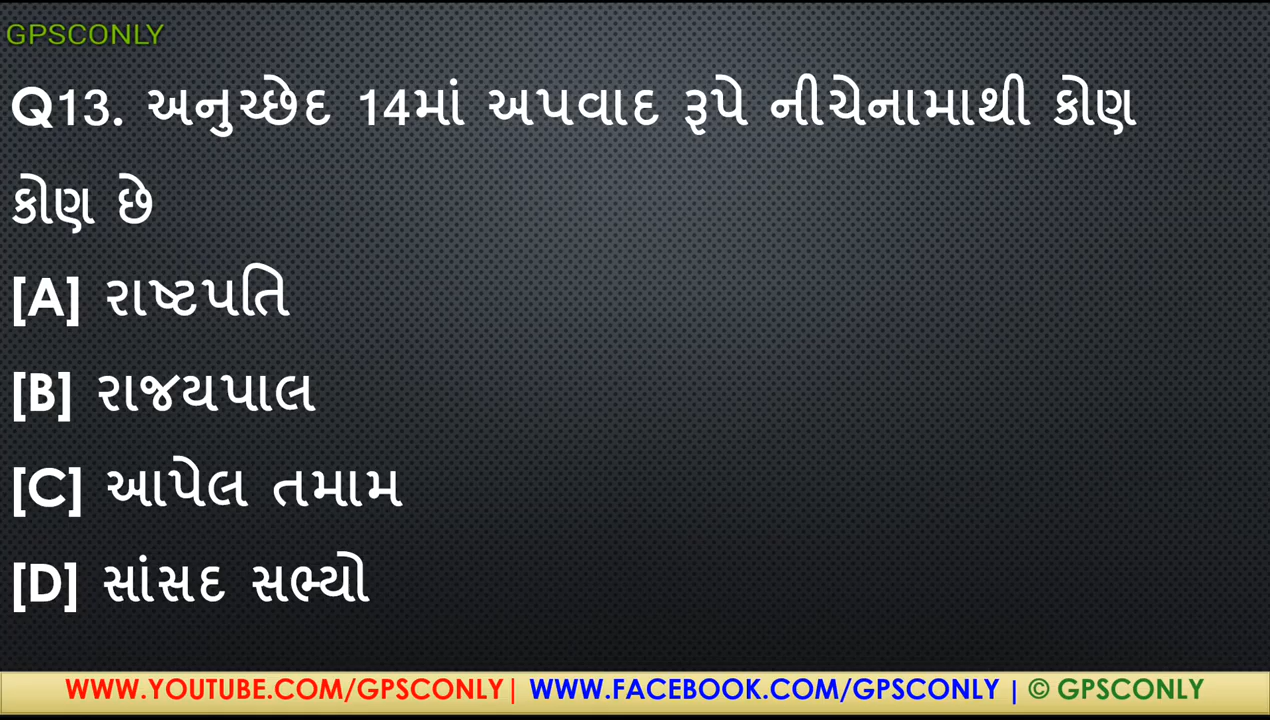 GPSCONLY
Q13. અનુચ્છેદ 14માં અપવાદ રૂપે નીચેનામાથી કોણ
કોણ છે
[A] રાષ્ટપતિ
[B] રાજયપાલ
[C] આપેલ તમામ
[D] સાંસદ સભ્યો
WWW.YOUTUBE.COM/GPSCONLY| WWW.FACEBOOK.COM/GPSCONLY | © GPSCONLY